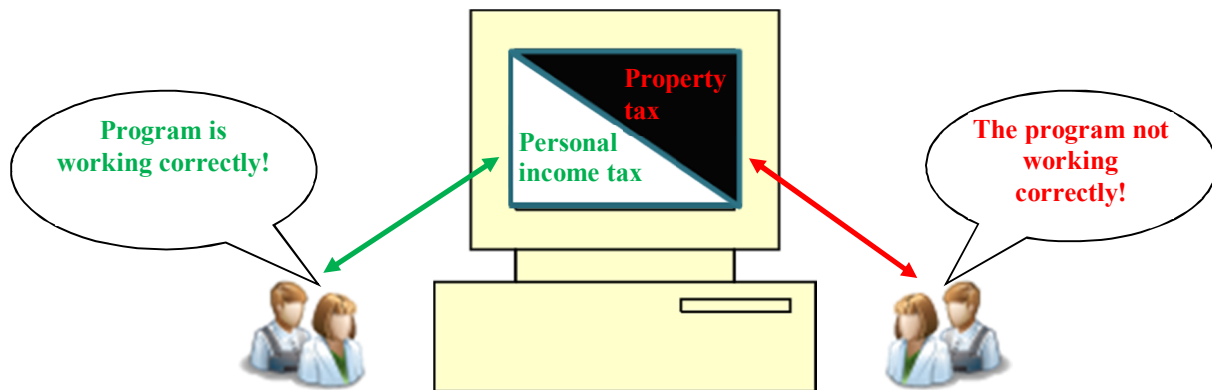 Program is
working correctly!
Property
tax
Personal
income tax
The program not
working
correctly!